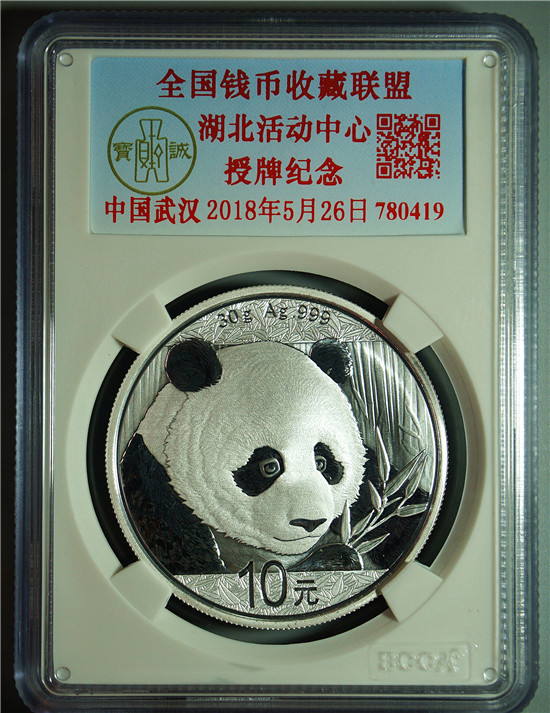 全国钱币收藏联盟
湖北活动中心
授牌纪念
寶 誠
中国武汉 2018年5月26日 780419
30g Ag.999
10元